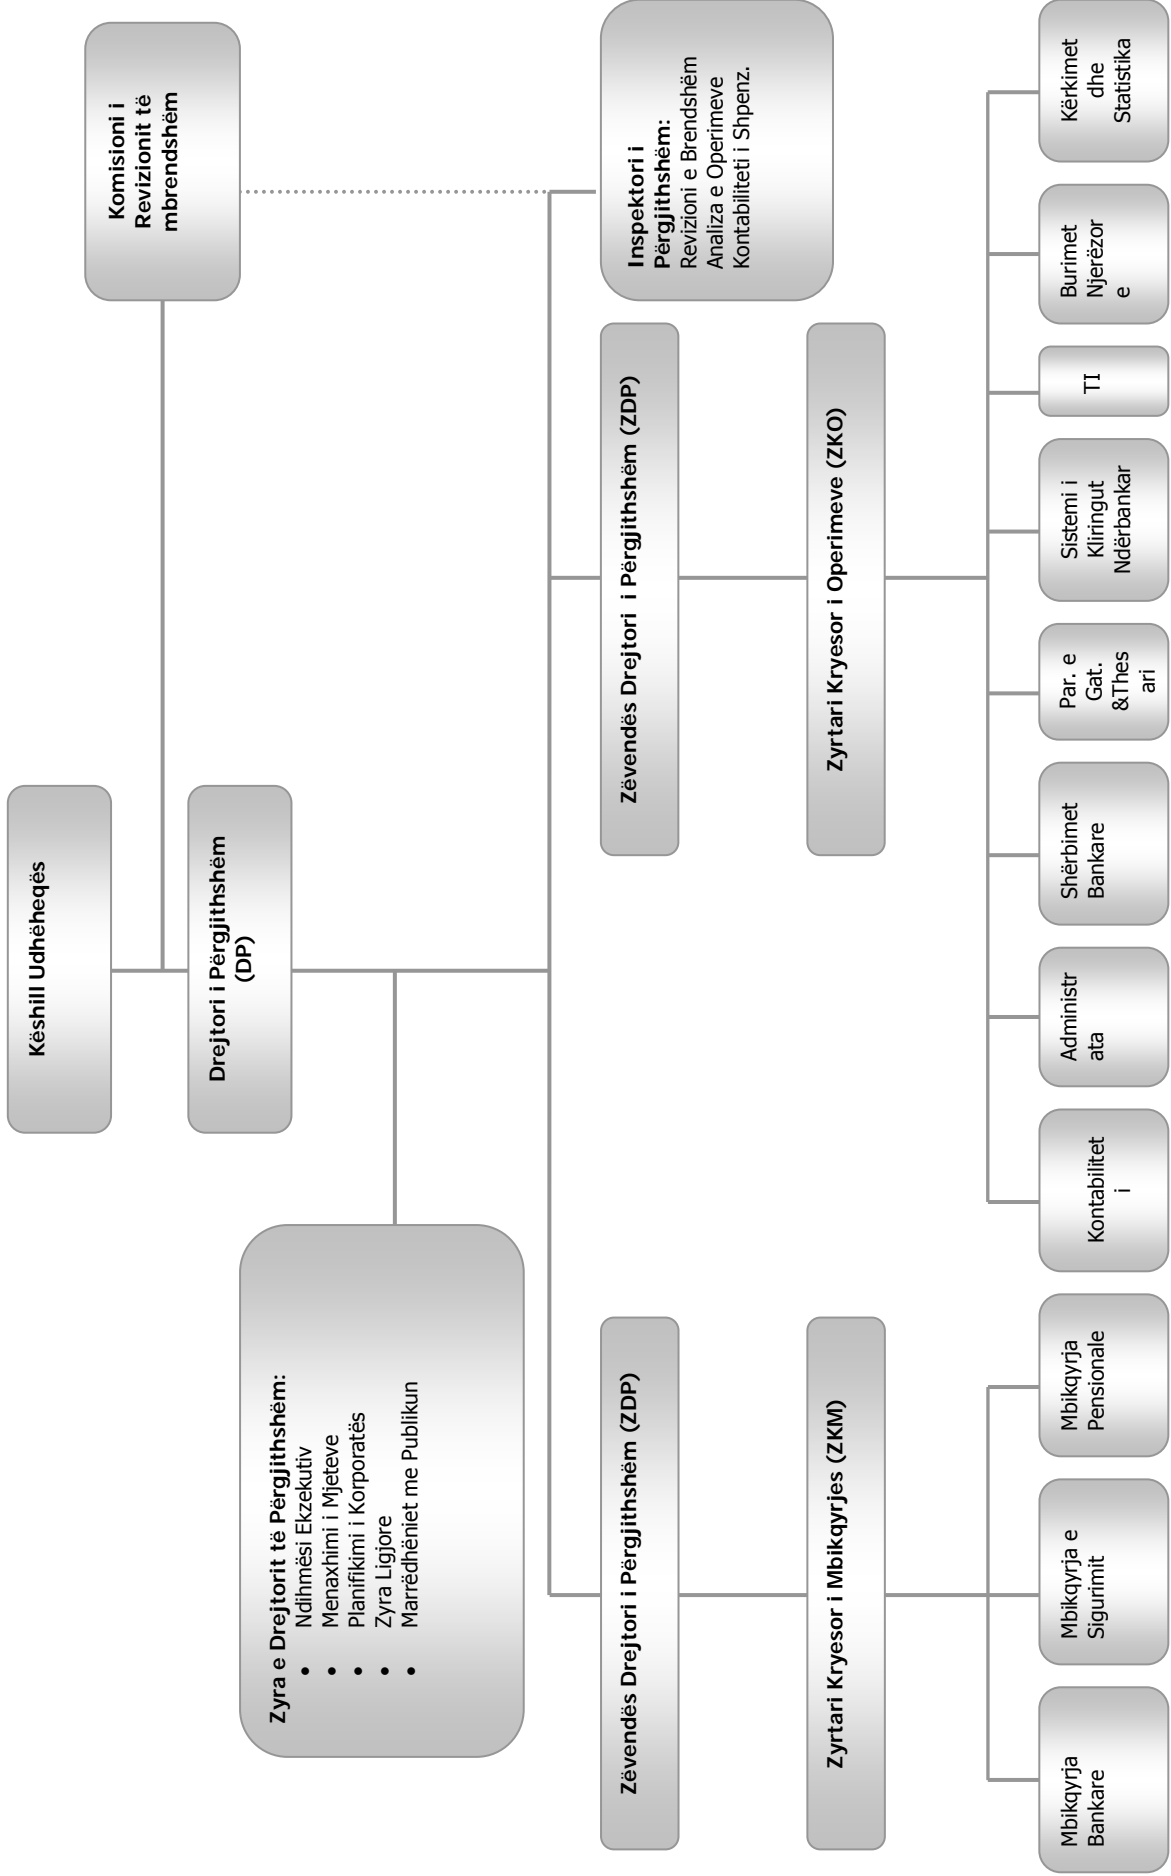 Këshill Udhëheqës
Komisioni i
Revizionit të
mbrendshëm
Drejtori i Përgjithshëm
(DP)
Zyra e Drejtorit të Përgjithshëm:
• Ndihmësi Ekzekutiv
• Menaxhimi i Mjeteve
• Planifikimi i Korporatës
• Zyra Ligjore
• Marrëdhëniet me Publikun
Zëvendës Drejtori i Përgjithshëm (ZDP)
Zëvendës Drejtori i Përgjithshëm (ZDP)
Inspektori i
Përgjithshëm:
Revizioni e Brendshëm
Analiza e Operimeve
Kontabiliteti i Shpenz.
Zyrtari Kryesor i Mbikqyrjes (ZKM)
Zyrtari Kryesor i Operimeve (ZKO)
Mbikqyrja
Bankare
Mbikqyrja e
Sigurimit
Mbikqyrja
Pensionale
Kontabilitet
i
Administr
ata
Shërbimet
Bankare
Par. e
Gat.
&Thes
ari
Sistemi i
Kliringut
Ndërbankar
TI
Burimet
Njerëzor
e
Kërkimet
dhe
Statistika